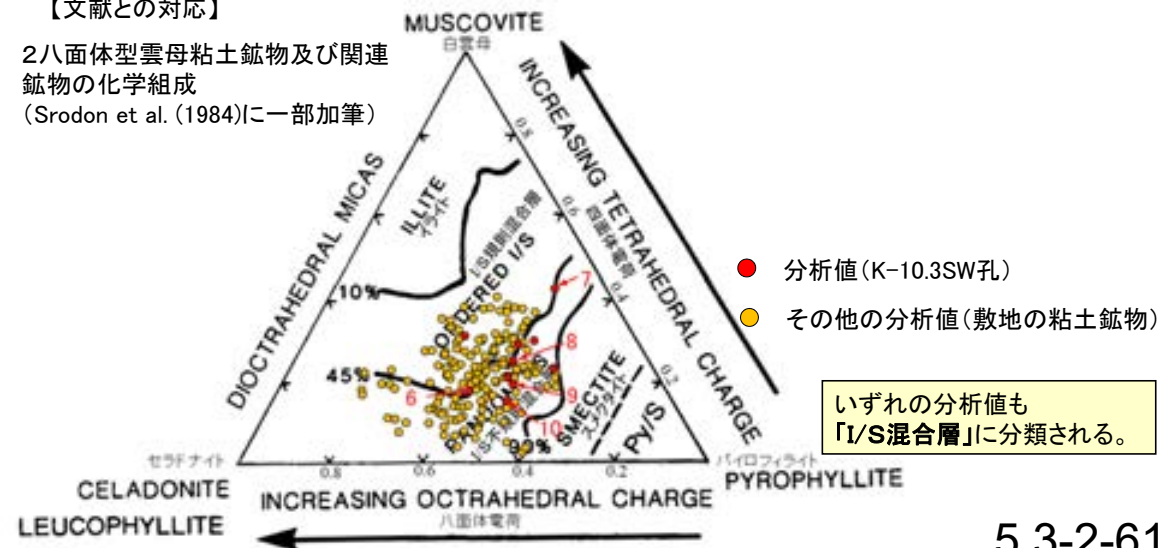 【文献との対応】
２八面体型雲母粘土鉱物及び関連
鉱物の化学組成
（Srodon et al. (1984)に一部加筆）
MUSCOVITE
白雲母
INCREASING TETRAHEDRAL CHARGE
四面体電荷
DIOCTRAHEDRAL MICAS
0.8
0.6
0.4
0.2
ILLITE
イライト
I/S規則混合層
ORDERED I/S
10%
45%
6
7
8
9
10
SMECTITE
スメクタイト
Py/S
● 分析値（K-10.3SW孔）
● その他の分析値（敷地の粘土鉱物）
いずれの分析値も
「I/S混合層」に分類される。
セラドナイト
CELADONITE
LEUCOPHYLLITE
0.8
0.6
0.4
0.2
パイロフィライト
PYROPHYLLITE
INCREASING OCTRAHEDRAL CHARGE
八面体電荷
5.3-2-61